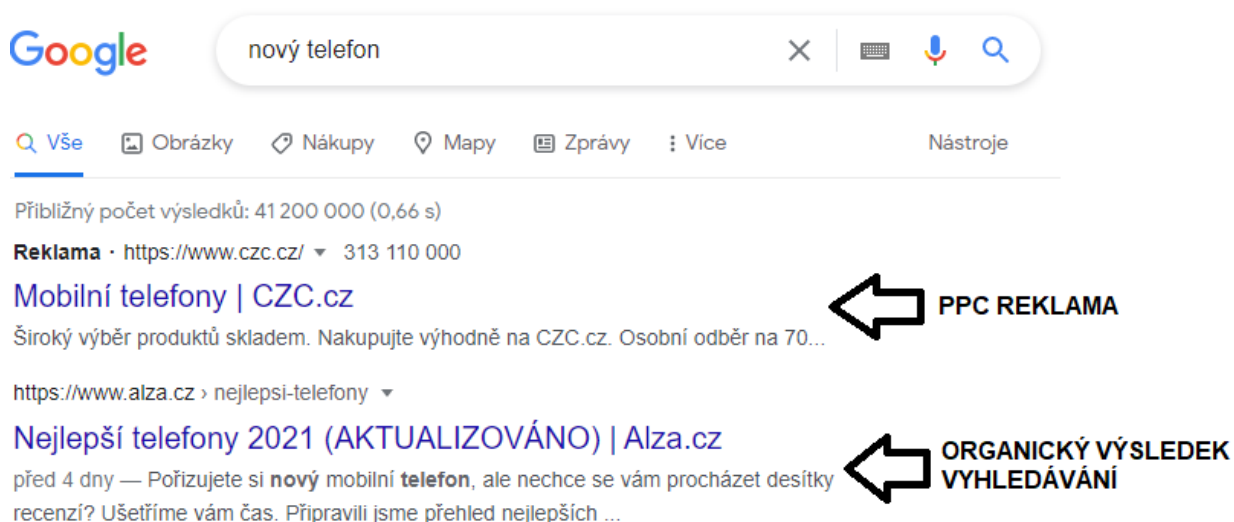 Google
nový telefon
Vše Obrázky Nákupy Mapy Zprávy Více Nástroje
Přibližný počet výsledků: 41 200 000 (0,66 s)
Reklama · https://www.czc.cz/ 313 110 000
Mobilní telefony | CZC.cz
PPC REKLAMA
Široký výběr produktů skladem. Nakupujte výhodně na CZC.cz. Osobní odběr na 70...
https://www.alza.cz › nejlepsi-telefony
Nejlepší telefony 2021 (AKTUALIZOVÁNO) | Alza.cz
ORGANICKÝ VÝSLEDEK
VYHLEDÁVÁNÍ
před 4 dny — Pořizujete si nový mobilní telefon, ale nechce se vám procházet desítky
recenzí? Ušetříme vám čas. Připravili jsme přehled nejlepších ...